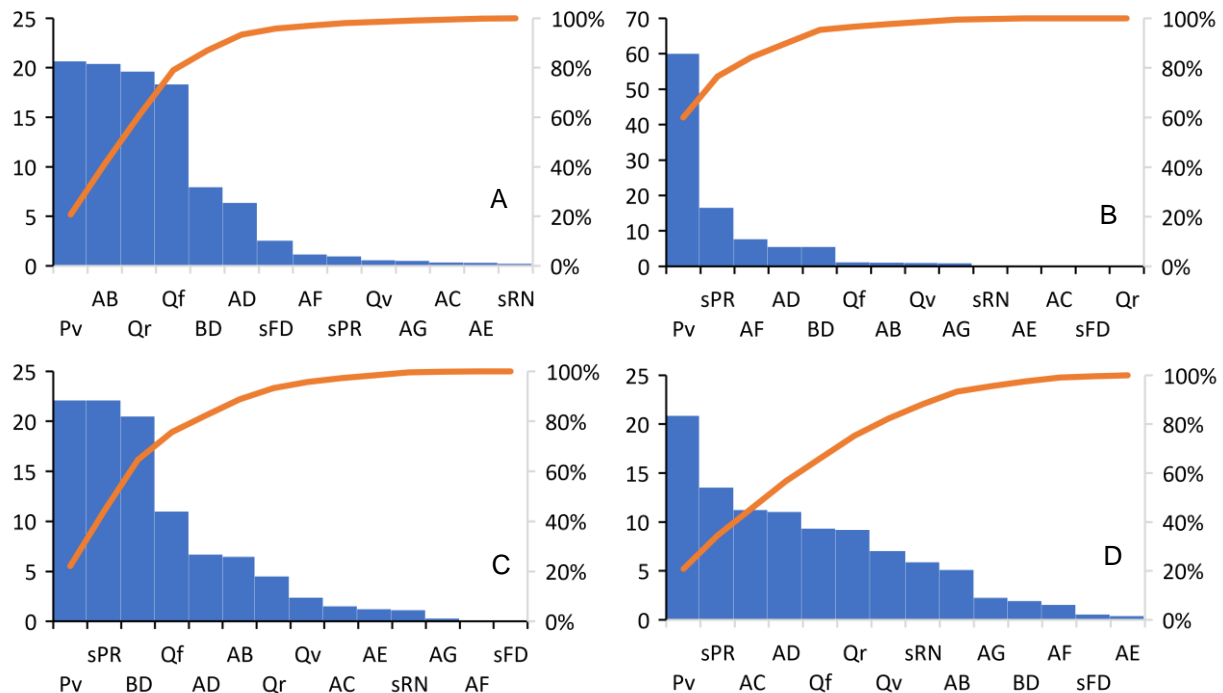 25 100% 70 100%
20 80% 60 80%
50
15 60% 40 60%
10 40% 30 40%
20
5 A 20% 10 B 20%
0 0% 0 0%
AB Qf AD AF Qv AC sRN sPR AD Qf Qv sRN AC Qr
Pv Qr BD sFD sPR AG AE Pv AF BD AB AG AE sFD
25 100% 25 100%
20 80% 20 80%
15 60% 15 60%
10 40% 10 40%
5 C 20% 5 D 20%
0 0% 0 0%
sPR Qf AB Qv AE AG sFD sPR AD Qr sRN AG AF AE
Pv BD AD Qr AC sRN AF Pv AC Qf Qv AB BD sFD